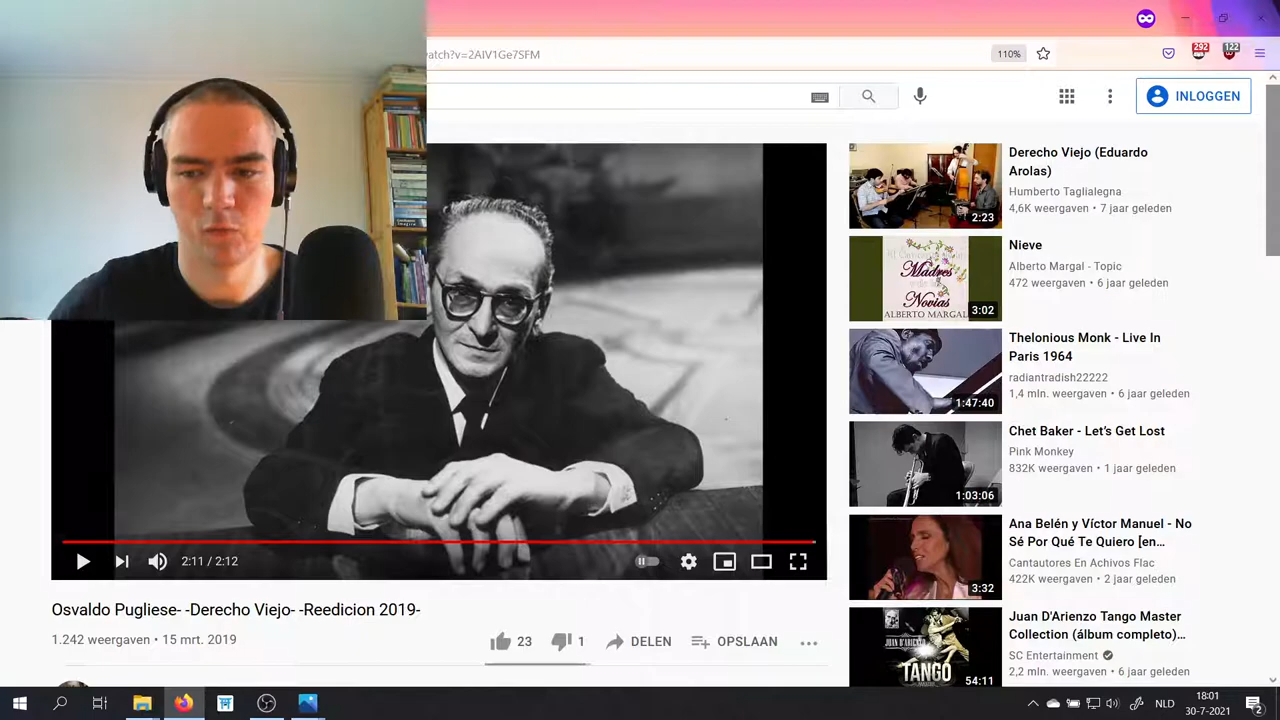 atch?v=2AIV1Ge7SFM
110%
292
122
INLOGGEN
Derecho Viejo (Eduardo
Arolas)
Humberto Taglialegna
4,6K weergaven • 7 jaar geleden
2:23
Nieve
Alberto Margal - Topic
472 weergaven • 6 jaar geleden
Madres
Novias
ALBERTO MARGAL
3:02
Thelonious Monk - Live In
Paris 1964
radiantradish22222
1,4 mln. weergaven • 6 jaar geleden
1:47:40
Chet Baker - Let's Get Lost
Pink Monkey
832K weergaven • 1 jaar geleden
1:03:06
Ana Belén y Víctor Manuel - No
Sé Por Qué Te Quiero [en…
Cantautores En Achivos Flac
422K weergaven • 2 jaar geleden
3:32
Juan D'Arienzo Tango Master
Collection (álbum completo)…
SC Entertainment
2,2 mln. weergaven • 6 jaar geleden
JUAN D'ARIENZO
TANGO
54:11
2:11 / 2:12
Osvaldo Pugliese- -Derecho Viejo- -Reedicion 2019-
1.242 weergaven • 15 mrt. 2019
23
1
DELEN
OPSLAAN
NLD
18:01
30-7-2021
2